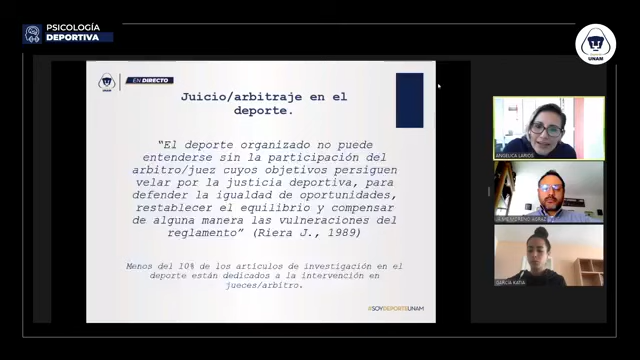 PSICOLOGÍA
DEPORTIVA
UNAM
UNAM
EN DIRECTO
Juicio/arbitraje en el
deporte.
"El deporte organizado no puede
entenderse sin la participación del
arbitro/juez cuyos objetivos persiguen
velar por la justicia deportiva, para
defender la igualdad de oportunidades,
restablecer el equilibrio y compensar
de alguna manera las vulneraciones del
reglamento" (Riera J., 1989)
Menos del 10% de los artículos de investigación en el
deporte están dedicados a la intervención en
jueces/arbitro.
#SOYDEPORTEUNAM
ANGELICA LARIOS
GARCIA KATIA